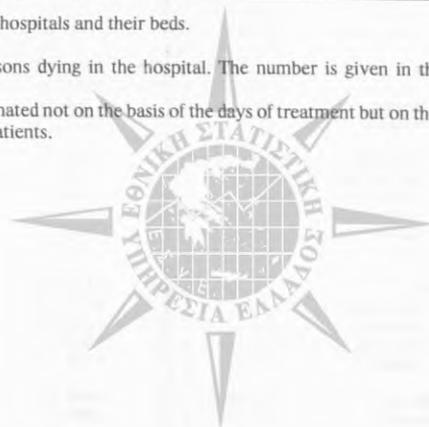 hospitals and their beds.
sons dying in the hospital. The number is given in th
nated not on the basis of the days of treatment but on th
atients.
ΕΘΝΙΚΗ ΣΤΑΤΙΣΤΙΚΗ
ΥΠΗΡΕΣΙΑ ΕΛΛΑΔΟΣ
Ε.Σ.Υ.Ε.